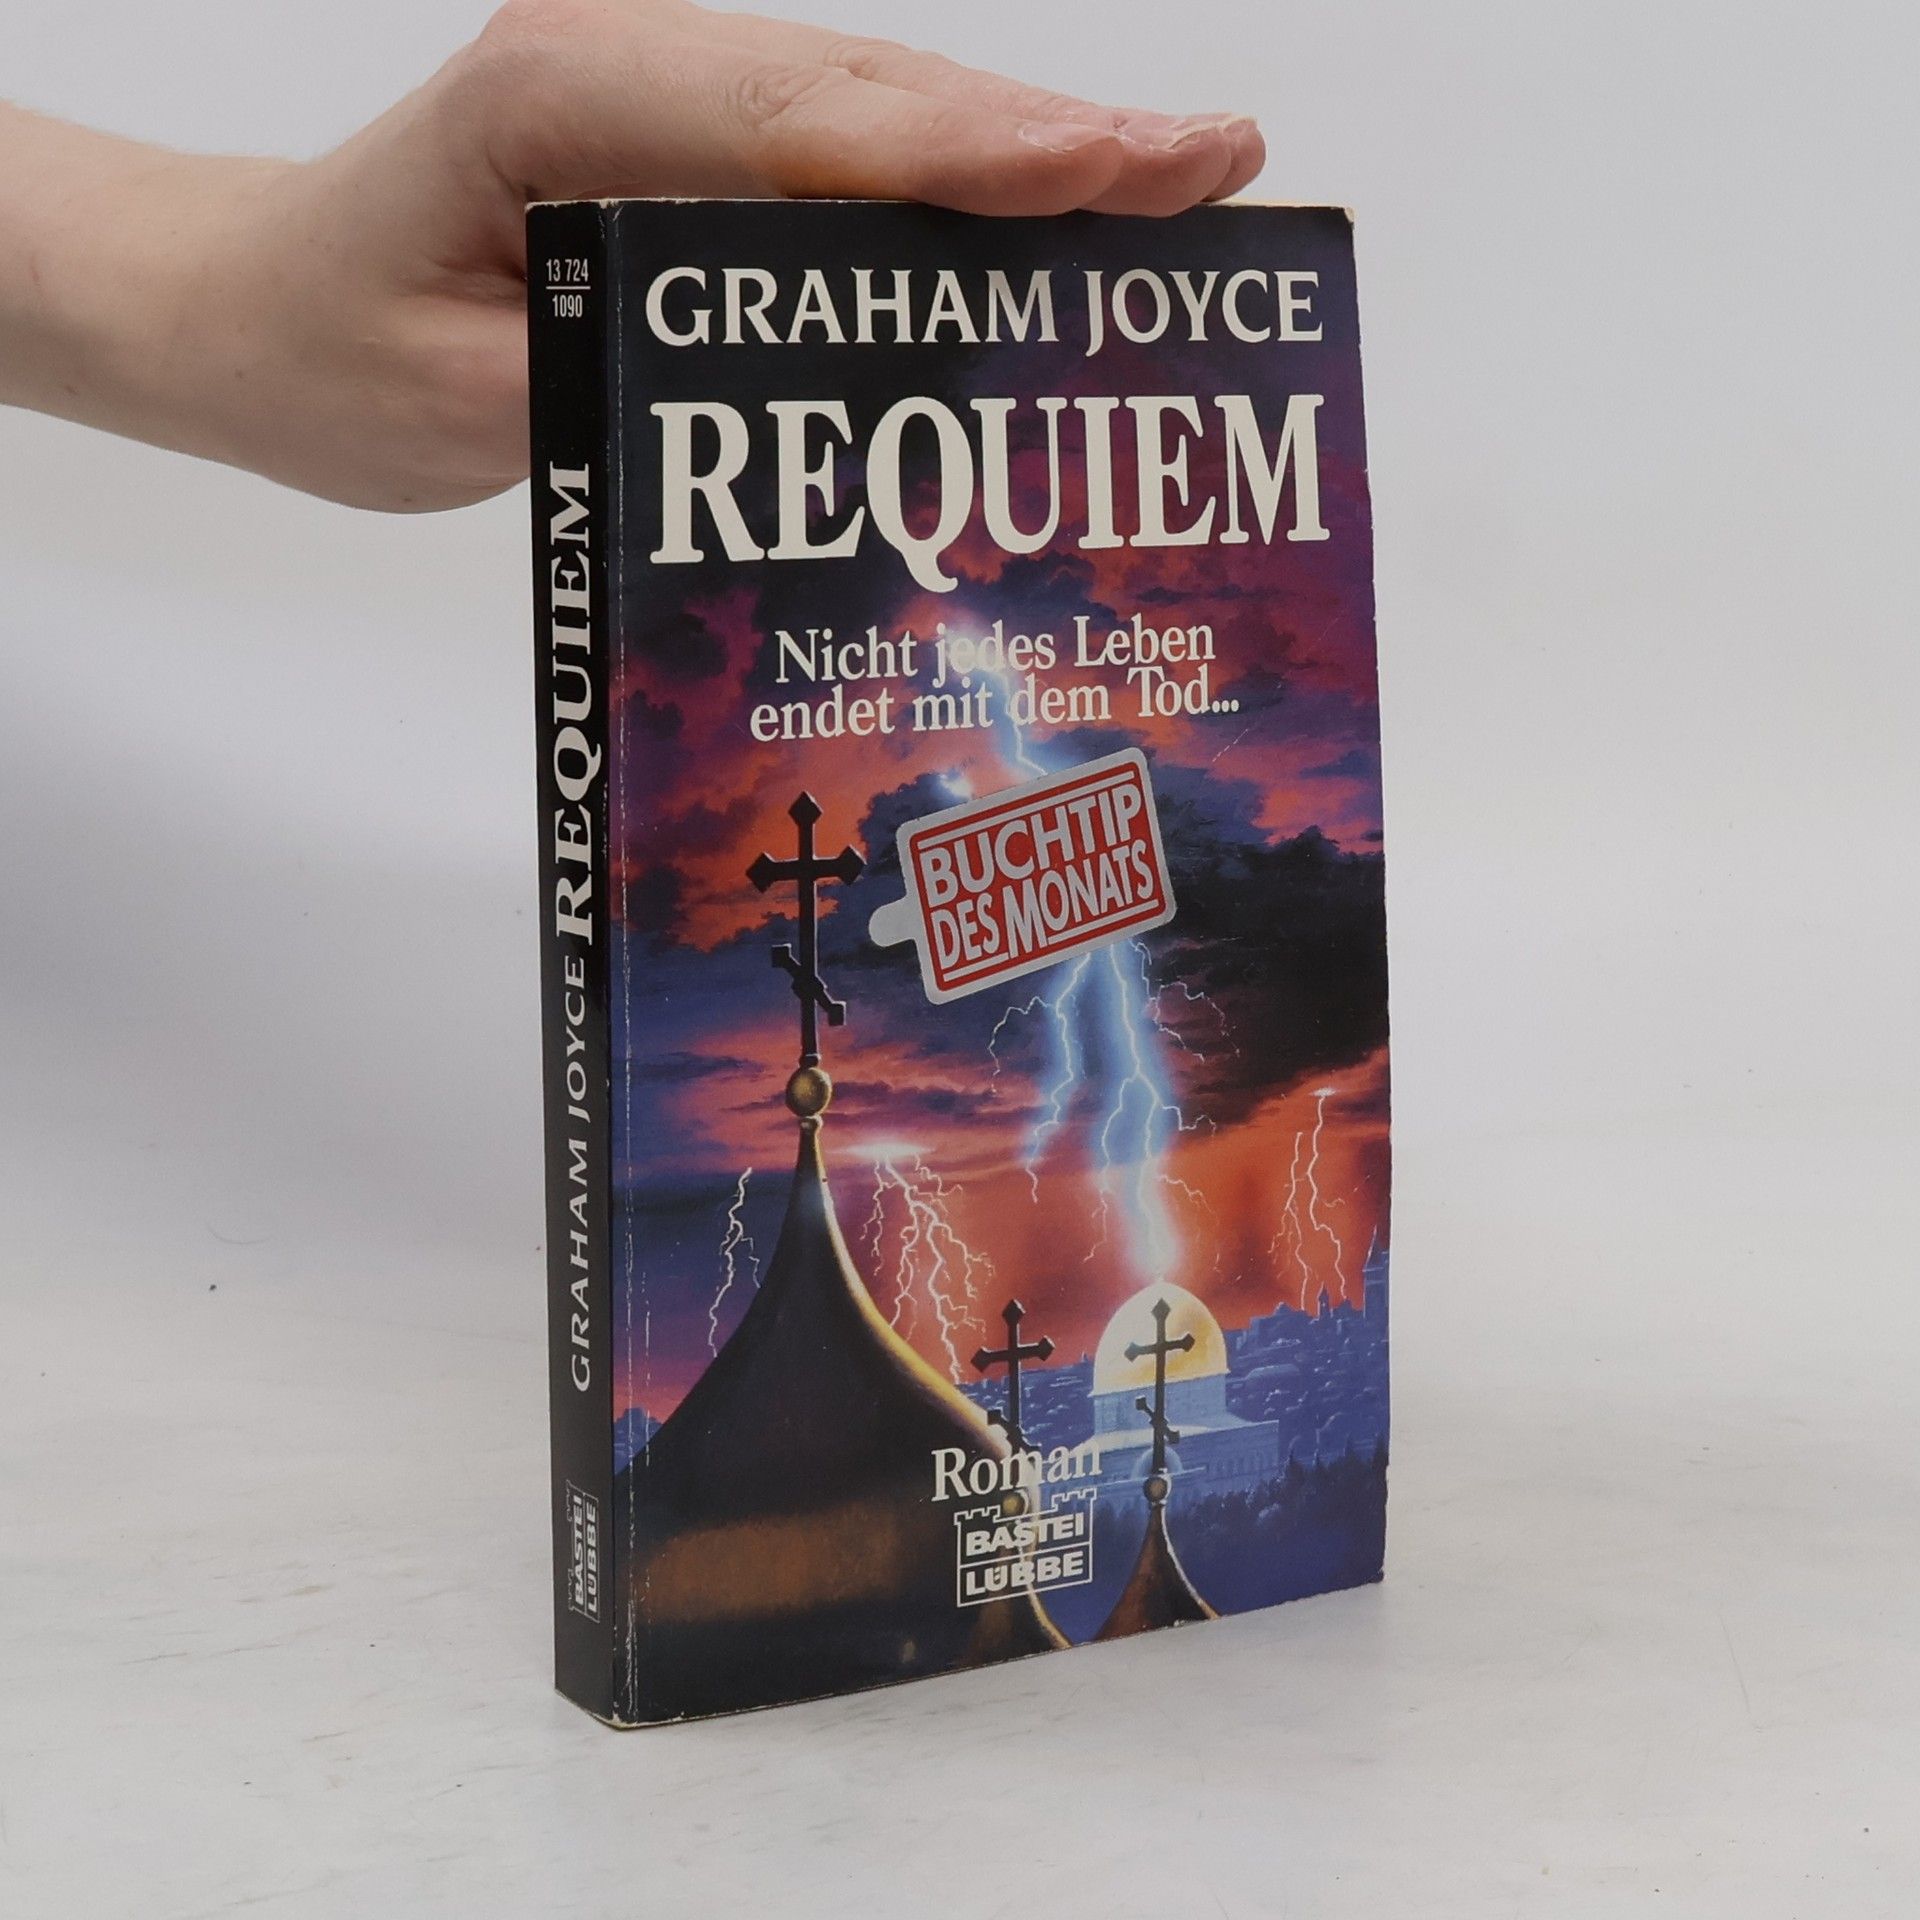 13 724
1090
GRAHAM JOYCE REQUIEM
BASTEI
LÜBBE
GRAHAM JOYCE
REQUIEM
Nicht jedes Leben
endet mit dem Tod...
BUCHTIP
DES MONATS
Roman
BASTEI
LÜBBE